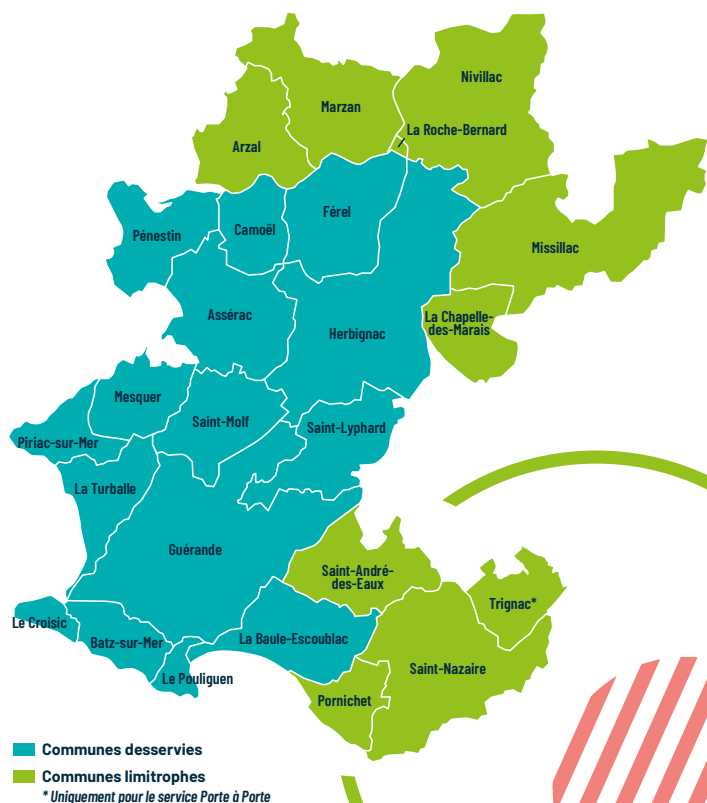 Nivillac
Marzan
La Roche-Bernard
Arzal
Férel
Camoël
Pénestin
Missillac
Assérac
La Chapelle-
des-Marais
Herbignac
Mesquer
Saint-Molf
Saint-Lyphard
Piriac-sur-Mer
La Turballe
Guérande
Saint-André-
des-Eaux
Trignac*
Le Croisic
Batz-sur-Mer
La Baule-Escoublac
Saint-Nazaire
Le Pouliguen
Pornichet
Communes desservies
Communes limitrophes
* Uniquement pour le service Porte à Porte